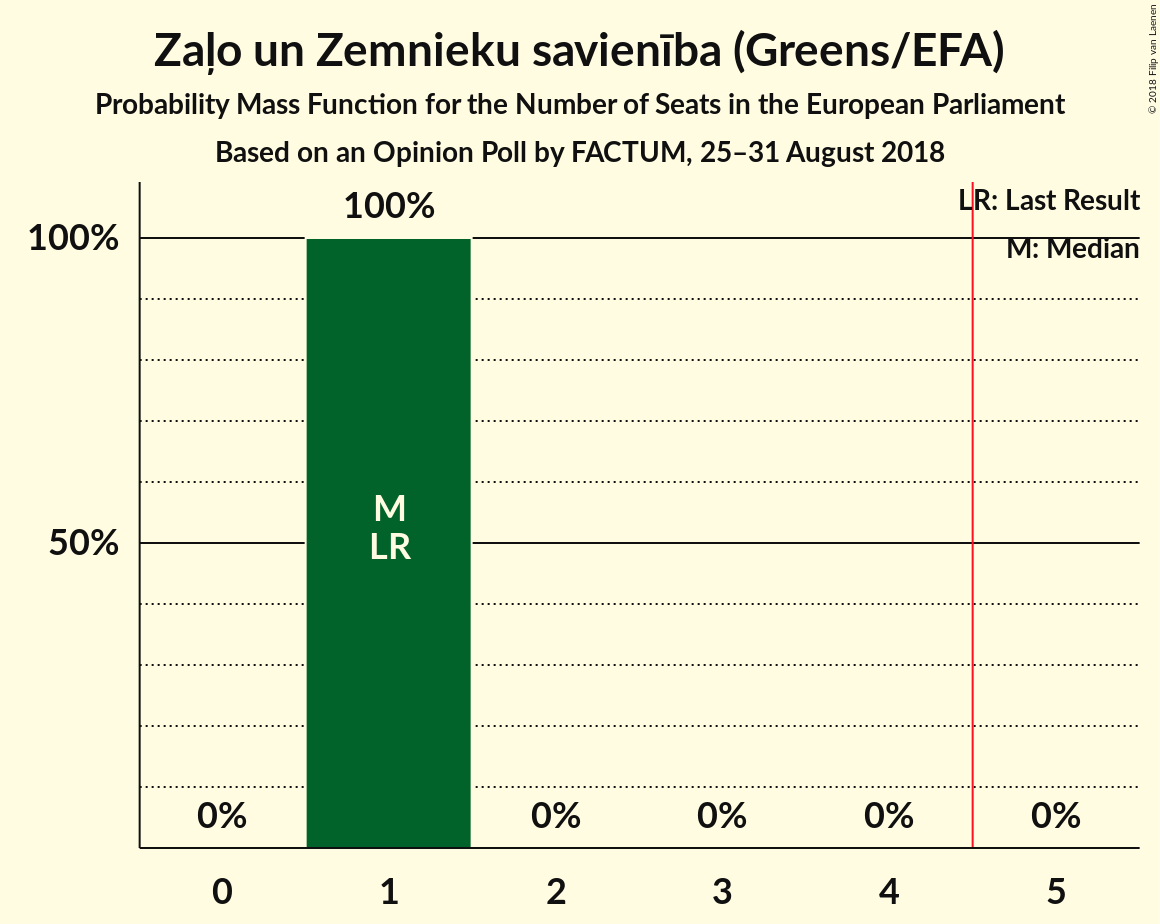 Zaļo un Zemnieku savienība (Greens/EFA)
Probability Mass Function for the Number of Seats in the European Parliament
Based on an Opinion Poll by FACTUM, 25–31 August 2018
© 2018 Filip van Laenen
LR: Last Result
M: Median
100%
50%
100%
M
LR
0%
0%
0%
0%
0%
0
1
2
3
4
5